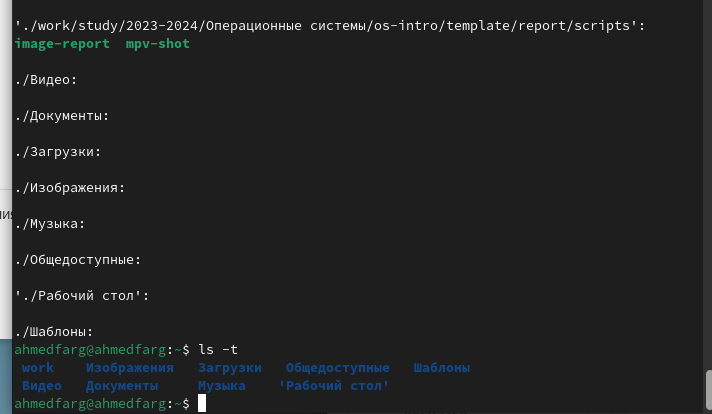 './work/study/2023-2024/Операционные системы/os-intro/template/report/scripts':
image-report  mpv-shot
./Видео:
./Документы:
./Загрузки:
./Изображения:
./Музыка:
./Общедоступные:
'./Рабочий стол':
./Шаблоны:
ahmedfarg@ahmedfarg:~$ ls -t
work    Изображения   Загрузки   Общедоступные   Шаблоны
Видео   Документы     Музыка    'Рабочий стол'
ahmedfarg@ahmedfarg:~$